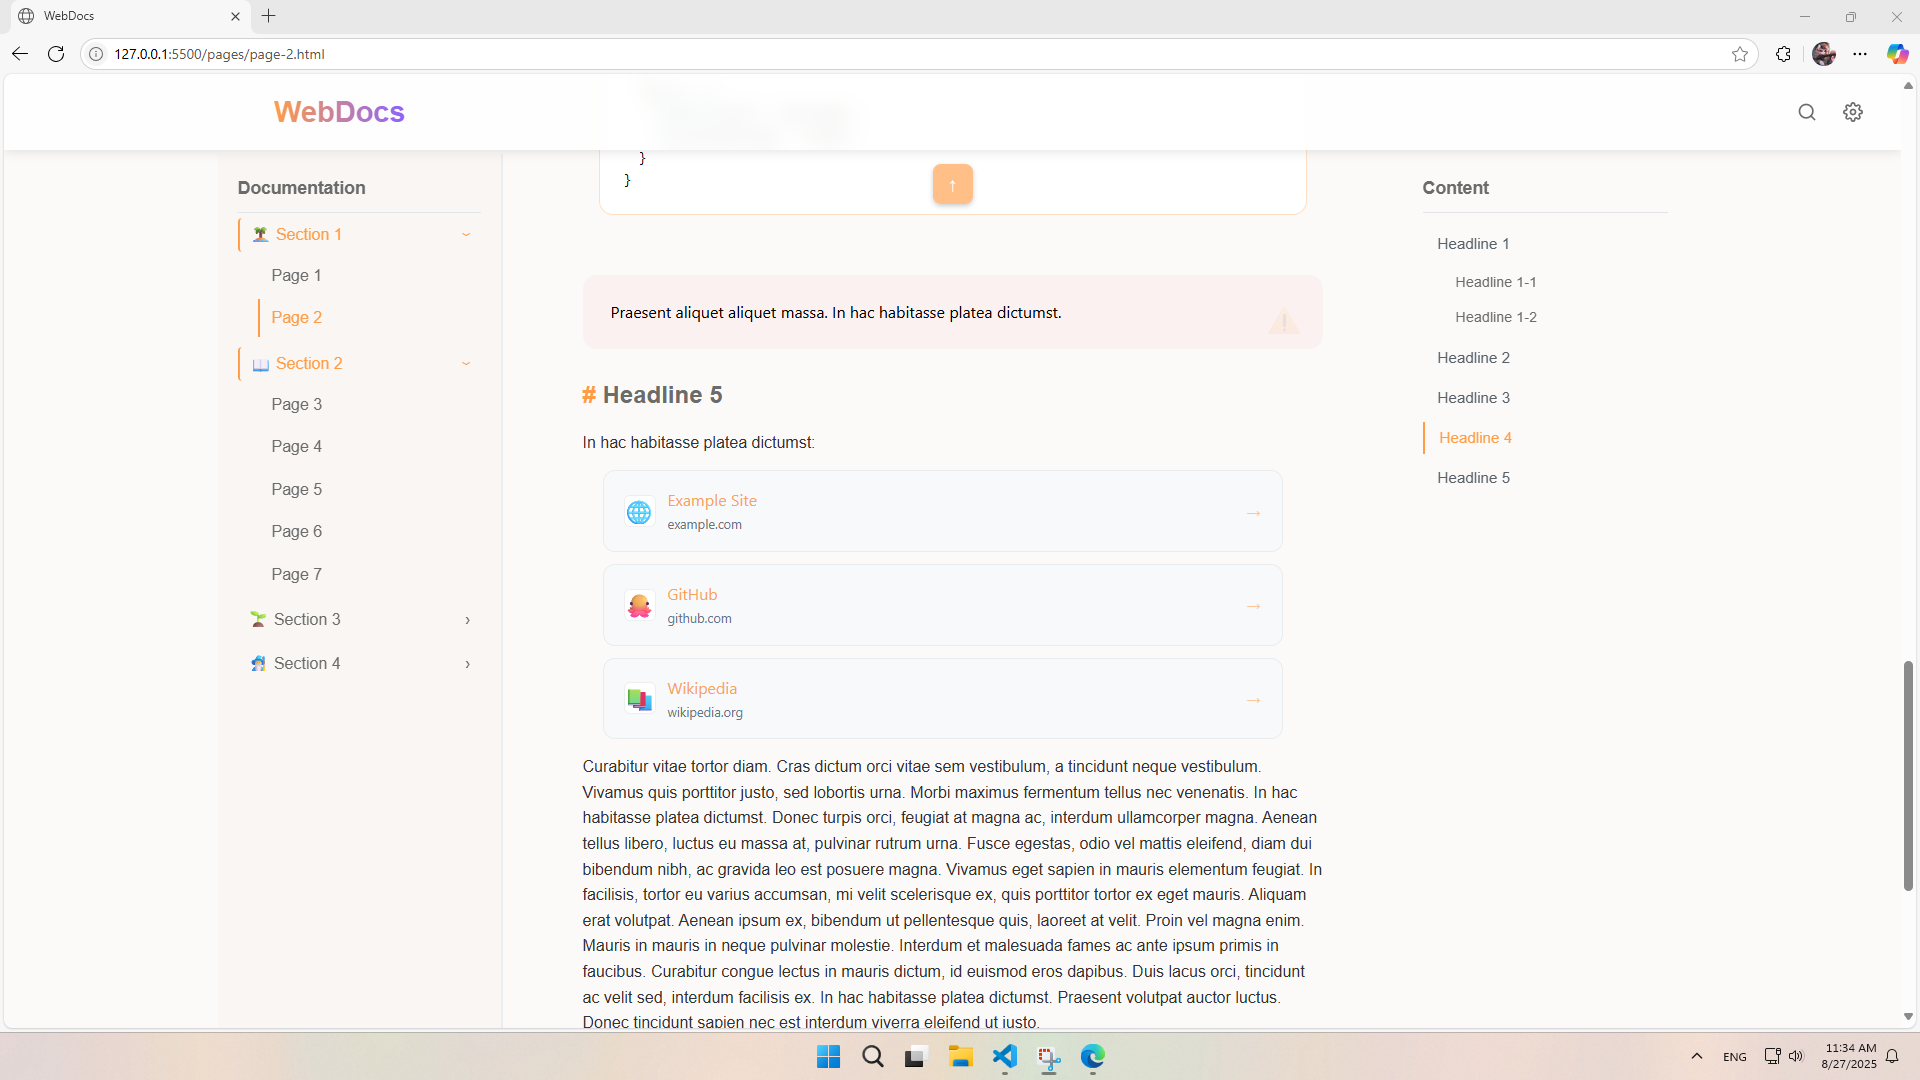 WebDocs
127.0.0.1:5500/pages/page-2.html
WebDocs
Documentation
Section 1
Page 1
Page 2
Section 2
Page 3
Page 4
Page 5
Page 6
Page 7
Section 3
Section 4
}
}
↑
Praesent aliquet aliquet massa. In hac habitasse platea dictumst.
# Headline 5
In hac habitasse platea dictumst:
Example Site
example.com
→
GitHub
github.com
→
Wikipedia
wikipedia.org
→
Curabitur vitae tortor diam. Cras dictum orci vitae sem vestibulum, a tincidunt neque vestibulum.
Vivamus quis porttitor justo, sed lobortis urna. Morbi maximus fermentum tellus nec venenatis. In hac
habitasse platea dictumst. Donec turpis orci, feugiat at magna ac, interdum ullamcorper magna. Aenean
tellus libero, luctus eu massa at, pulvinar rutrum urna. Fusce egestas, odio vel mattis eleifend, diam dui
bibendum nibh, ac gravida leo est posuere magna. Vivamus eget sapien in mauris elementum feugiat. In
facilisis, tortor eu varius accumsan, mi velit scelerisque ex, quis porttitor tortor ex eget mauris. Aliquam
erat volutpat. Aenean ipsum ex, bibendum ut pellentesque quis, laoreet at velit. Proin vel magna enim.
Mauris in mauris in neque pulvinar molestie. Interdum et malesuada fames ac ante ipsum primis in
faucibus. Curabitur congue lectus in mauris dictum, id euismod eros dapibus. Duis lacus orci, tincidunt
ac velit sed, interdum facilisis ex. In hac habitasse platea dictumst. Praesent volutpat auctor luctus.
Donec tincidunt sapien nec est interdum viverra eleifend ut justo.
Content
Headline 1
Headline 1-1
Headline 1-2
Headline 2
Headline 3
Headline 4
Headline 5
ENG
11:34 AM
8/27/2025